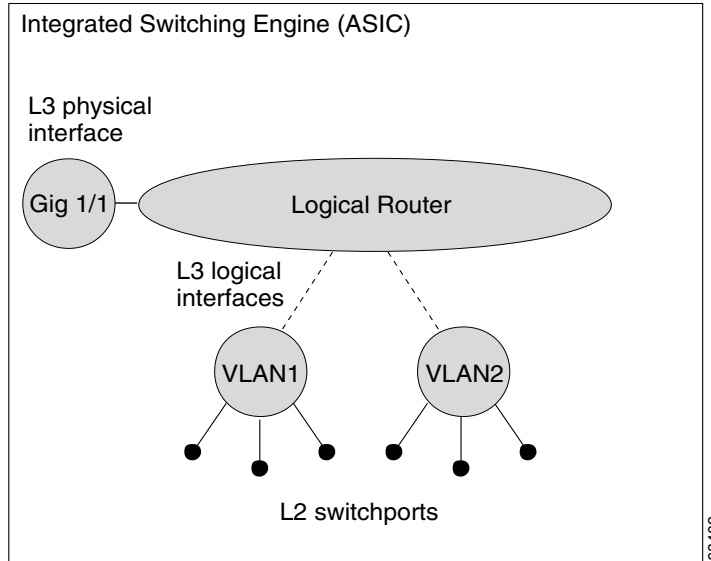 Integrated Switching Engine (ASIC)
L3 physical
interface
Gig 1/1
Logical Router
L3 logical
interfaces
VLAN1
VLAN2
L2 switchports